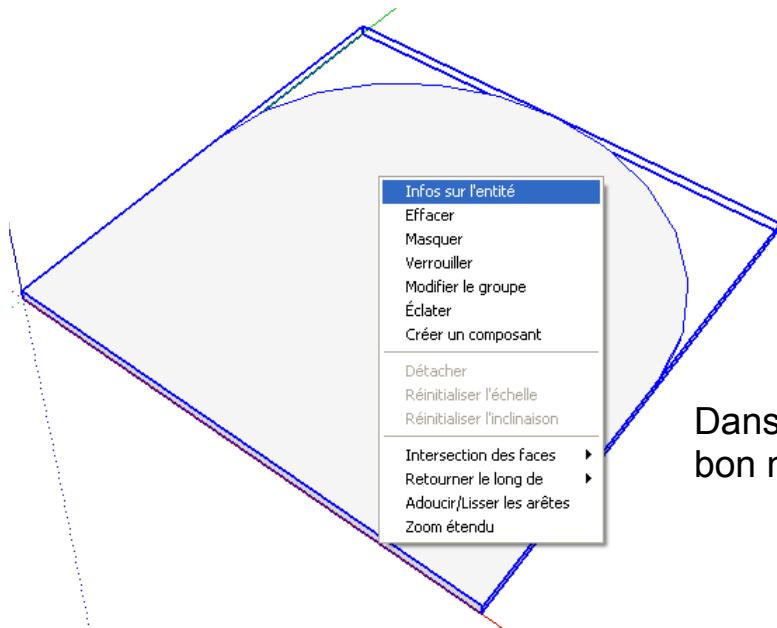 Infos sur l'entité
Effacer
Masquer
Verrouiller
Modifier le groupe
Éclater
Créer un composant
Détacher
Réinitialiser l'échelle
Réinitialiser l'inclinaison
Intersection des faces
Retourner le long de
Adoucir/Lisser les arêtes
Zoom étendu
Dans
bon